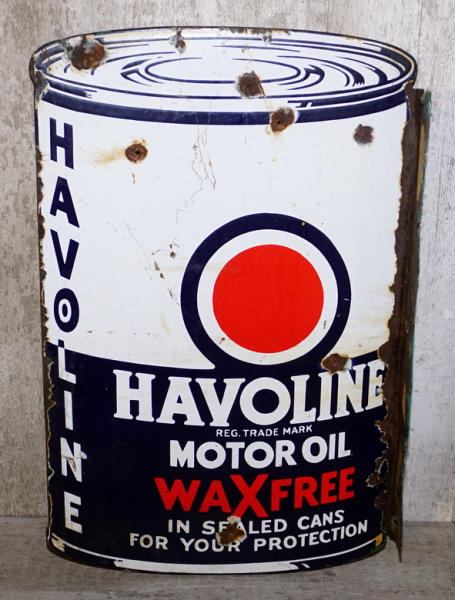 HAVOLINE
HAVOLINE
REG. TRADE MARK
MOTOR OIL
WAXFREE
IN SEALED CANS
FOR YOUR PROTECTION